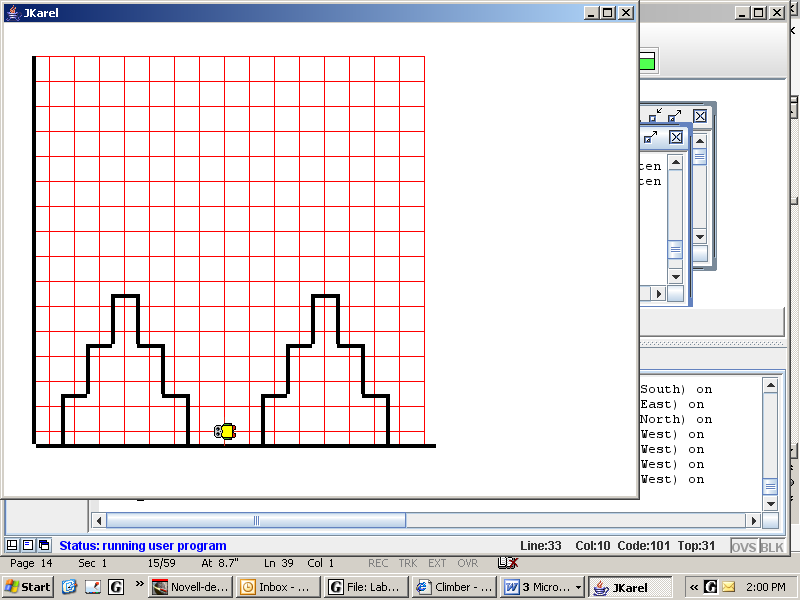 JKarel
ten
ten
South) on
East) on
North) on
West) on
West) on
West) on
West) on
Status: running user program Line:33 Col:10 Code:101 Top:31 OVS BLK
Page 14 Sec 1 15/59 At 8.7" Ln 39 Col 1 REC TRK EXT OVR
Start G » Novell-de... Inbox - ... G File: Lab... Climber - ... 3 Micro... JKarel « G 2:00 PM